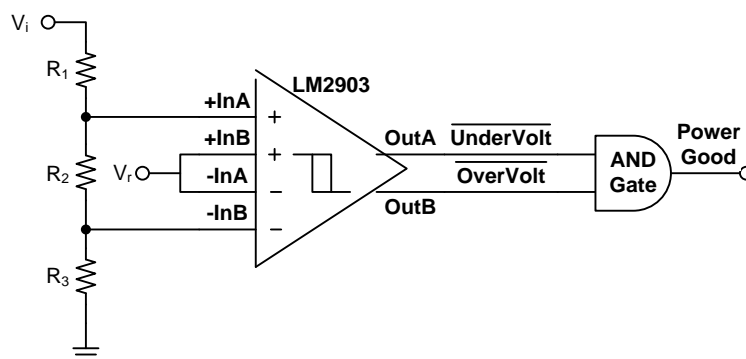 Vi
R1
R2
R3
Vr
LM2903
+InA
+InB
-InA
-InB
+
+
−
−
OutA
OutB
UnderVolt
OverVolt
AND
Gate
Power
Good